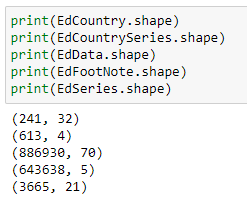 print(EdCountry.shape)
print(EdCountrySeries.shape)
print(EdData.shape)
print(EdFootNote.shape)
print(EdSeries.shape)
(241, 32)
(613, 4)
(886930, 70)
(643638, 5)
(3665, 21)